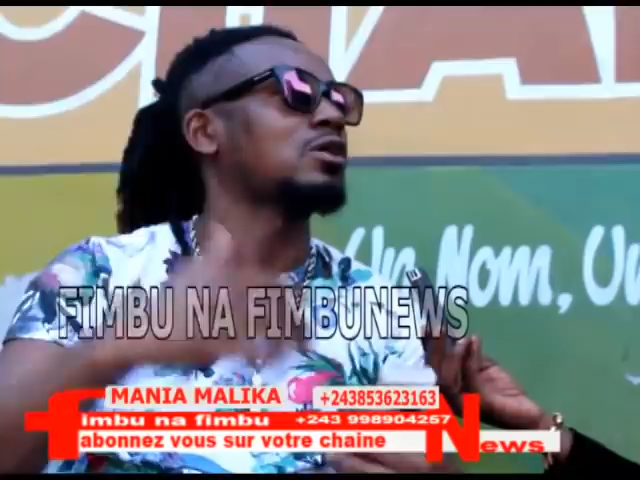 Un Nom, Un
FIMBU NA FIMBUNEWS
MANIA MALIKA +243853623163
fimbu na fimbu +243 998904257
abonnez vous sur votre chaine
News